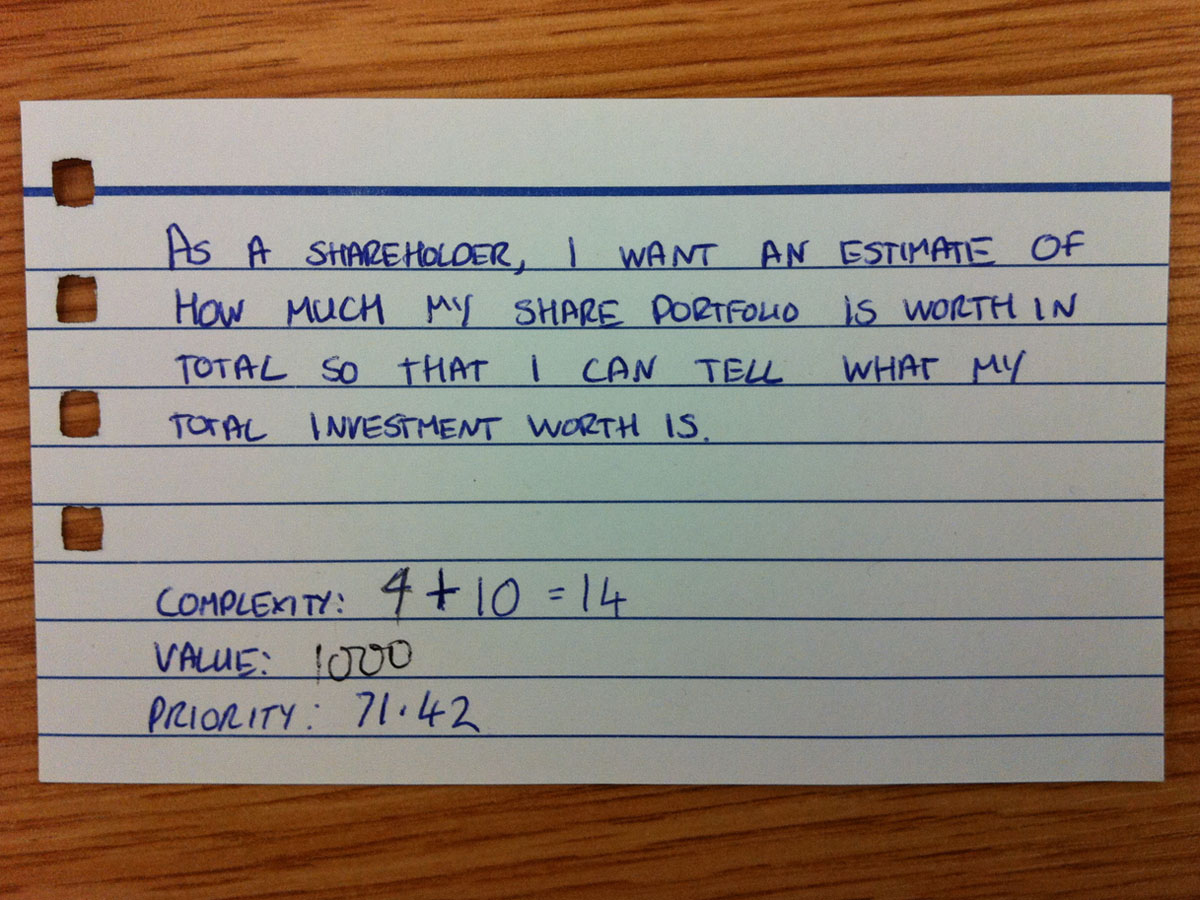 AS A SHAREHOLDER, I WANT AN ESTIMATE OF
HOW MUCH MY SHARE PORTFOLIO IS WORTH IN
TOTAL SO THAT I CAN TELL WHAT MY
TOTAL INVESTMENT WORTH IS.
COMPLEXITY: 4 + 10 = 14
VALUE: 1000
PRIORITY: 71.42